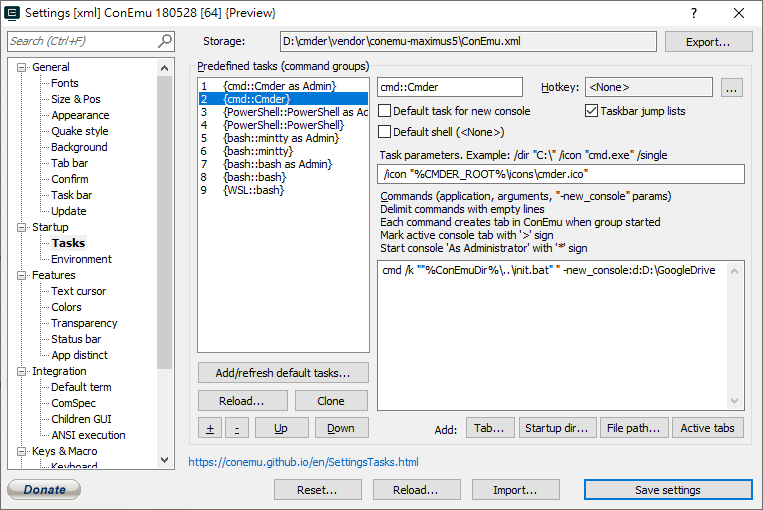 Settings [xml] ConEmu 180528 [64] {Preview}
Search (Ctrl+F)
Storage:
D:\cmder\vendor\conemu-maximus5\ConEmu.xml
Export...
General
Fonts
Size & Pos
Appearance
Quake style
Background
Tab bar
Confirm
Task bar
Update
Startup
Tasks
Environment
Features
Text cursor
Colors
Transparency
Status bar
App distinct
Integration
Default term
ComSpec
Children GUI
ANSI execution
Keys & Macro
Keyboard
Predefined tasks (command groups)
1 {cmd::Cmder as Admin}
2 {cmd::Cmder}
3 {PowerShell::PowerShell as Ad
4 {PowerShell::PowerShell}
5 {bash::mintty as Admin}
6 {bash::mintty}
7 {bash::bash as Admin}
8 {bash::bash}
9 {WSL::bash}
Add/refresh default tasks...
Reload...
Clone
+
-
Up
Down
cmd::Cmder
Hotkey:
<None>
...
Default task for new console
Taskbar jump lists
Default shell (<None>)
Task parameters. Example: /dir "C:\" /icon "cmd.exe" /single
/icon "%CMDER_ROOT%\icons\cmder.ico"
Commands (application, arguments, "-new_console" params)
Delimit commands with empty lines
Each command creates tab in ConEmu when group started
Mark active console tab with '>' sign
Start console 'As Administrator' with '*' sign
cmd /k ""%ConEmuDir%\..\init.bat" " -new_console:d:D:\GoogleDrive
Add:
Tab...
Startup dir...
File path...
Active tabs
https://conemu.github.io/en/SettingsTasks.html
Donate
Reset...
Reload...
Import...
Save settings